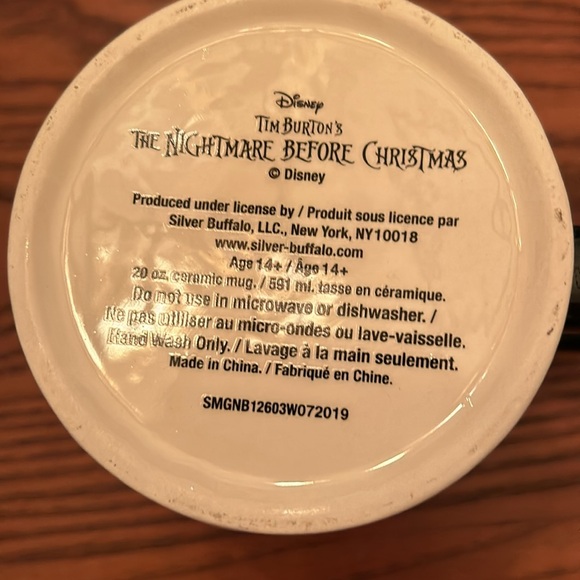 Disney
TIM BURTON'S
THE NIGHTMARE BEFORE CHRISTMAS
© Disney
Produced under license by / Produit sous licence par
Silver Buffalo, LLC., New York, NY10018
www.silver-buffalo.com
Age 14+ / Âge 14+
20 oz. ceramic mug. / 591 ml. tasse en céramique.
Do not use in microwave or dishwasher. /
Ne pas utiliser au micro-ondes ou lave-vaisselle.
Hand Wash Only. / Lavage à la main seulement.
Made in China. / Fabriqué en Chine.
SMGNB12603W072019